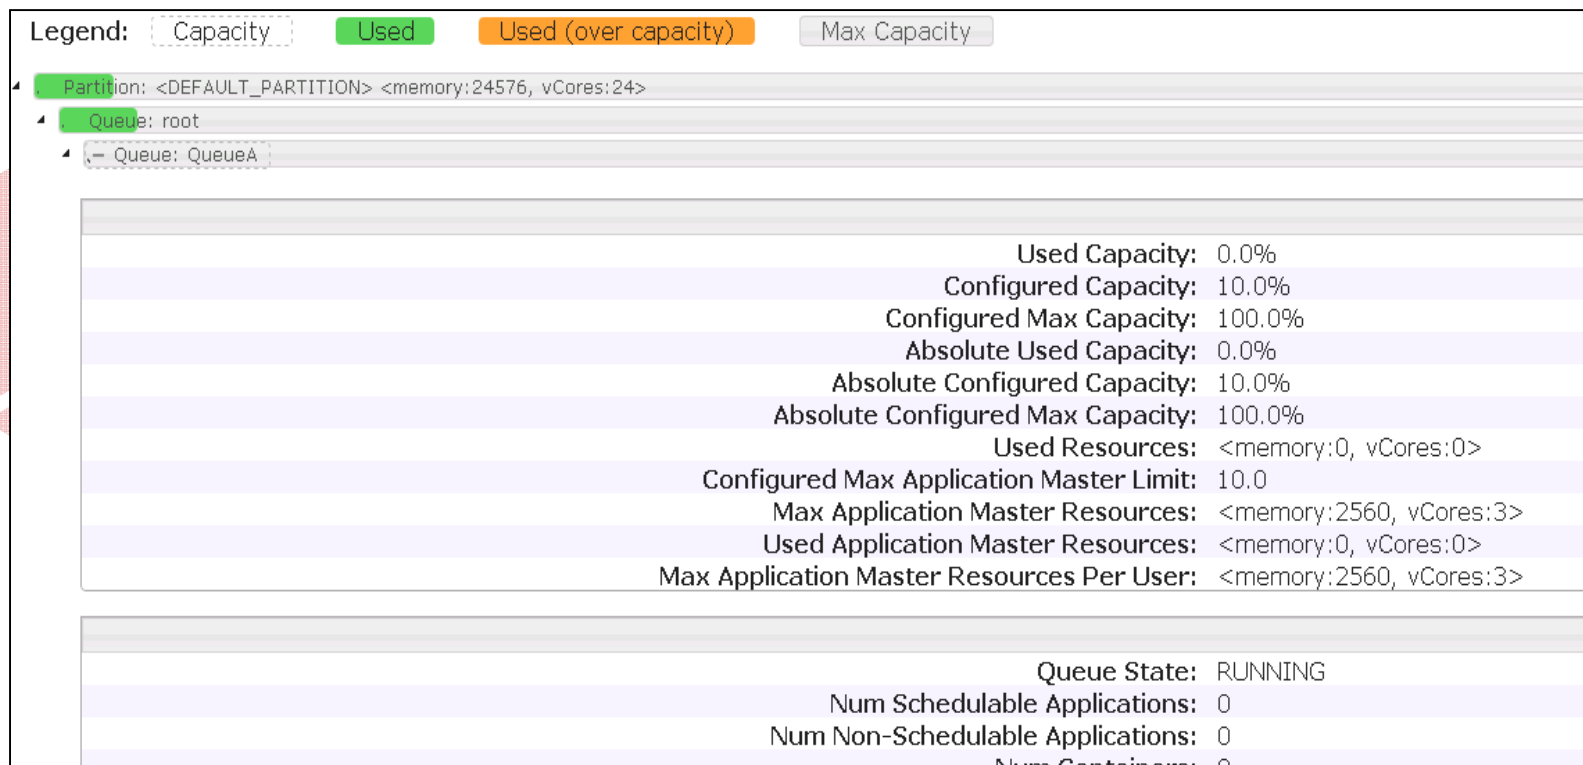 Legend: Capacity Used Used (over capacity) Max Capacity
Partition: <DEFAULT_PARTITION> <memory:24576, vCores:24>
Queue: root
Queue: QueueA
Used Capacity: 0.0%
Configured Capacity: 10.0%
Configured Max Capacity: 100.0%
Absolute Used Capacity: 0.0%
Absolute Configured Capacity: 10.0%
Absolute Configured Max Capacity: 100.0%
Used Resources: <memory:0, vCores:0>
Configured Max Application Master Limit: 10.0
Max Application Master Resources: <memory:2560, vCores:3>
Used Application Master Resources: <memory:0, vCores:0>
Max Application Master Resources Per User: <memory:2560, vCores:3>
Queue State: RUNNING
Num Schedulable Applications: 0
Num Non-Schedulable Applications: 0
Num Containers: 0